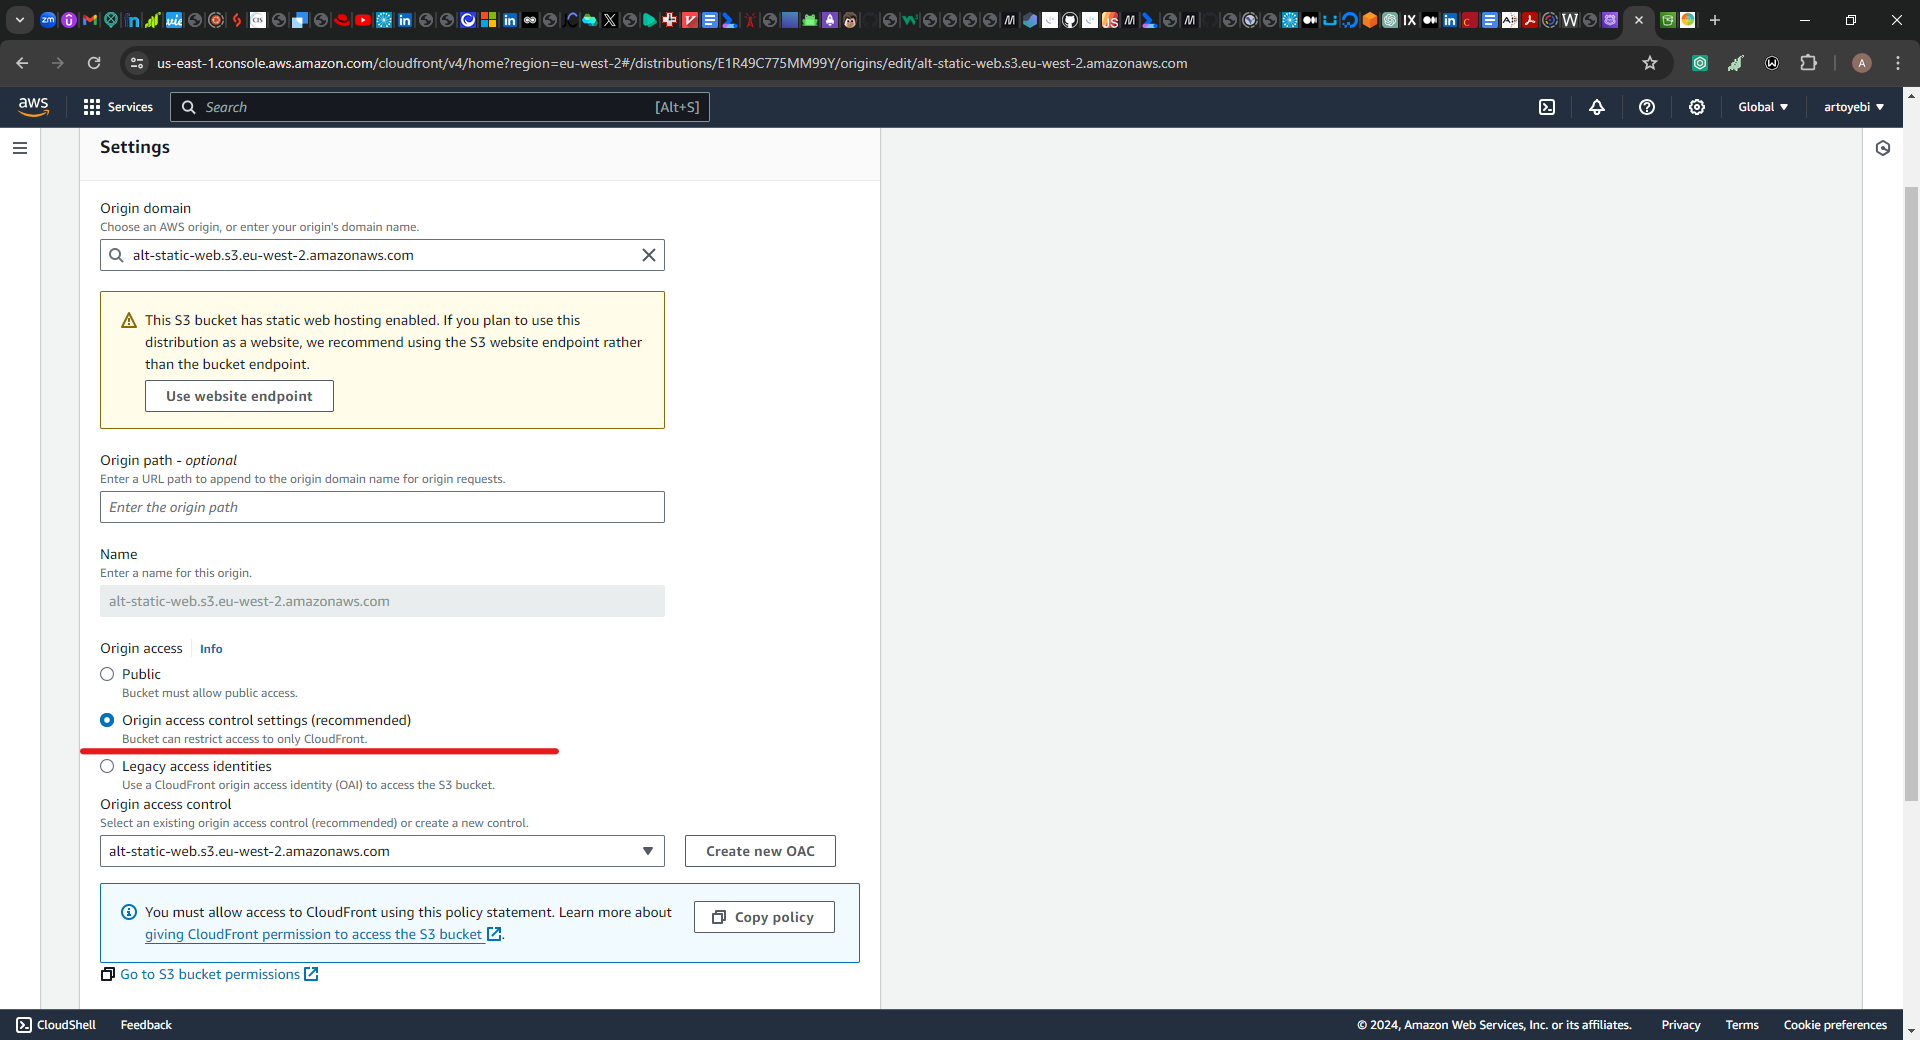 us-east-1.console.aws.amazon.com/cloudfront/v4/home?region=eu-west-2#/distributions/E1R49C775MM99Y/origins/edit/alt-static-web.s3.eu-west-2.amazonaws.com
A
aws
Services
Search
[Alt+S]
Global
artoyebi
Settings
Origin domain
Choose an AWS origin, or enter your origin's domain name.
alt-static-web.s3.eu-west-2.amazonaws.com
This S3 bucket has static web hosting enabled. If you plan to use this
distribution as a website, we recommend using the S3 website endpoint rather
than the bucket endpoint.
Use website endpoint
Origin path - optional
Enter a URL path to append to the origin domain name for origin requests.
Enter the origin path
Name
Enter a name for this origin.
alt-static-web.s3.eu-west-2.amazonaws.com
Origin access
Info
Public
Bucket must allow public access.
Origin access control settings (recommended)
Bucket can restrict access to only CloudFront.
Legacy access identities
Use a CloudFront origin access identity (OAI) to access the S3 bucket.
Origin access control
Select an existing origin access control (recommended) or create a new control.
alt-static-web.s3.eu-west-2.amazonaws.com
Create new OAC
You must allow access to CloudFront using this policy statement. Learn more about
giving CloudFront permission to access the S3 bucket .
Copy policy
Go to S3 bucket permissions
CloudShell
Feedback
© 2024, Amazon Web Services, Inc. or its affiliates.
Privacy
Terms
Cookie preferences